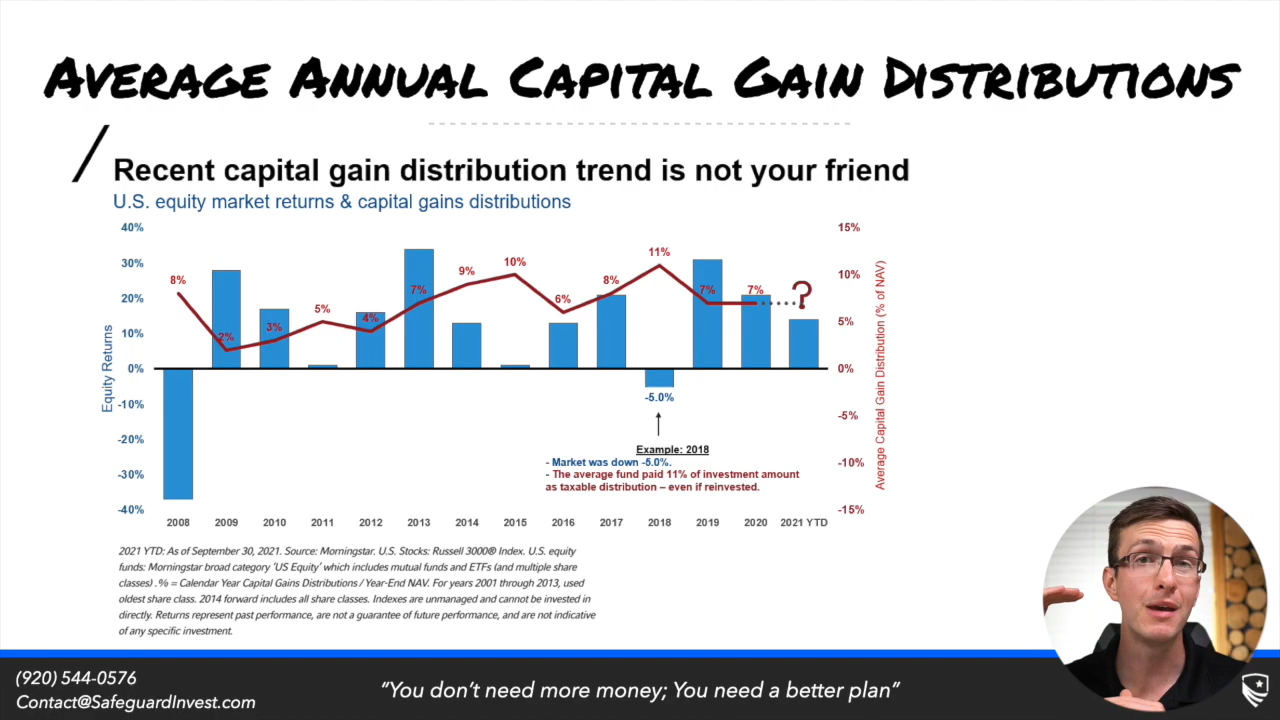 Average Annual Capital Gain Distributions
Recent capital gain distribution trend is not your friend
U.S. equity market returns & capital gains distributions
40%
30%
20%
10%
0%
-10%
-20%
-30%
-40%
Equity Returns
8%
2%
3%
5%
4%
7%
9%
10%
6%
8%
11%
7%
7%
?
-5.0%
Example: 2018
- Market was down -5.0%.
- The average fund paid 11% of investment amount
as taxable distribution – even if reinvested.
15%
10%
5%
0%
-5%
-10%
-15%
Average Capital Gain Distribution (% of NAV)
2008 2009 2010 2011 2012 2013 2014 2015 2016 2017 2018 2019 2020 2021 YTD
2021 YTD: As of September 30, 2021. Source: Morningstar. U.S. Stocks: Russell 3000® Index. U.S. equity
funds: Morningstar broad category ‘US Equity’ which includes mutual funds and ETFs (and multiple share
classes) .% = Calendar Year Capital Gains Distributions / Year-End NAV. For years 2001 through 2013, used
oldest share class. 2014 forward includes all share classes. Indexes are unmanaged and cannot be invested in
directly. Returns represent past performance, are not a guarantee of future performance, and are not indicative
of any specific investment.
(920) 544-0576
Contact@SafeguardInvest.com
"You don't need more money; You need a better plan"